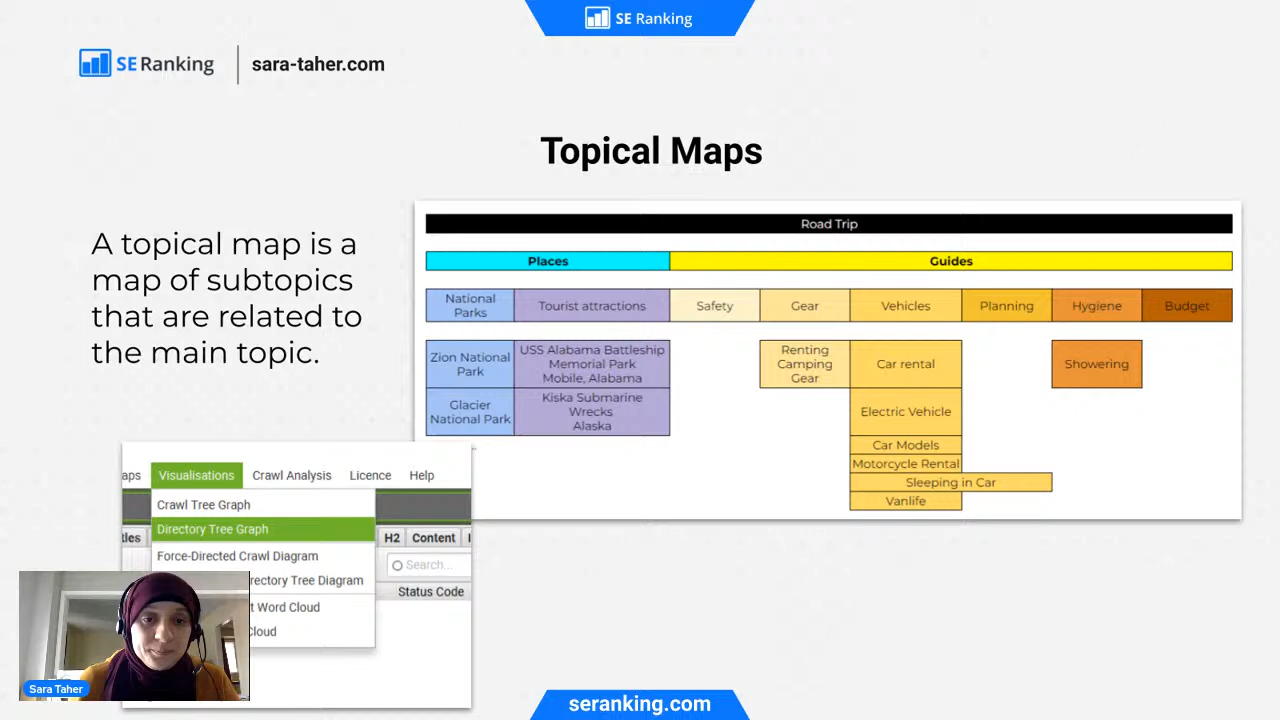 SE Ranking
SE Ranking
sara-taher.com
Topical Maps
A topical map is a
map of subtopics
that are related to
the main topic.
Road Trip
Places
Guides
National
Parks
Tourist attractions
Safety
Gear
Vehicles
Planning
Hygiene
Budget
Zion National
Park
USS Alabama Battleship
Memorial Park
Mobile, Alabama
Renting
Camping
Gear
Car rental
Showering
Glacier
National Park
Kiska Submarine
Wrecks
Alaska
Electric Vehicle
Car Models
Motorcycle Rental
Sleeping in Car
Vanlife
aps
Visualisations
Crawl Analysis
Licence
Help
Crawl Tree Graph
Directory Tree Graph
tles
H2
Content
Force-Directed Crawl Diagram
Search...
rectory Tree Diagram
Status Code
t Word Cloud
loud
Sara Taher
seranking.com